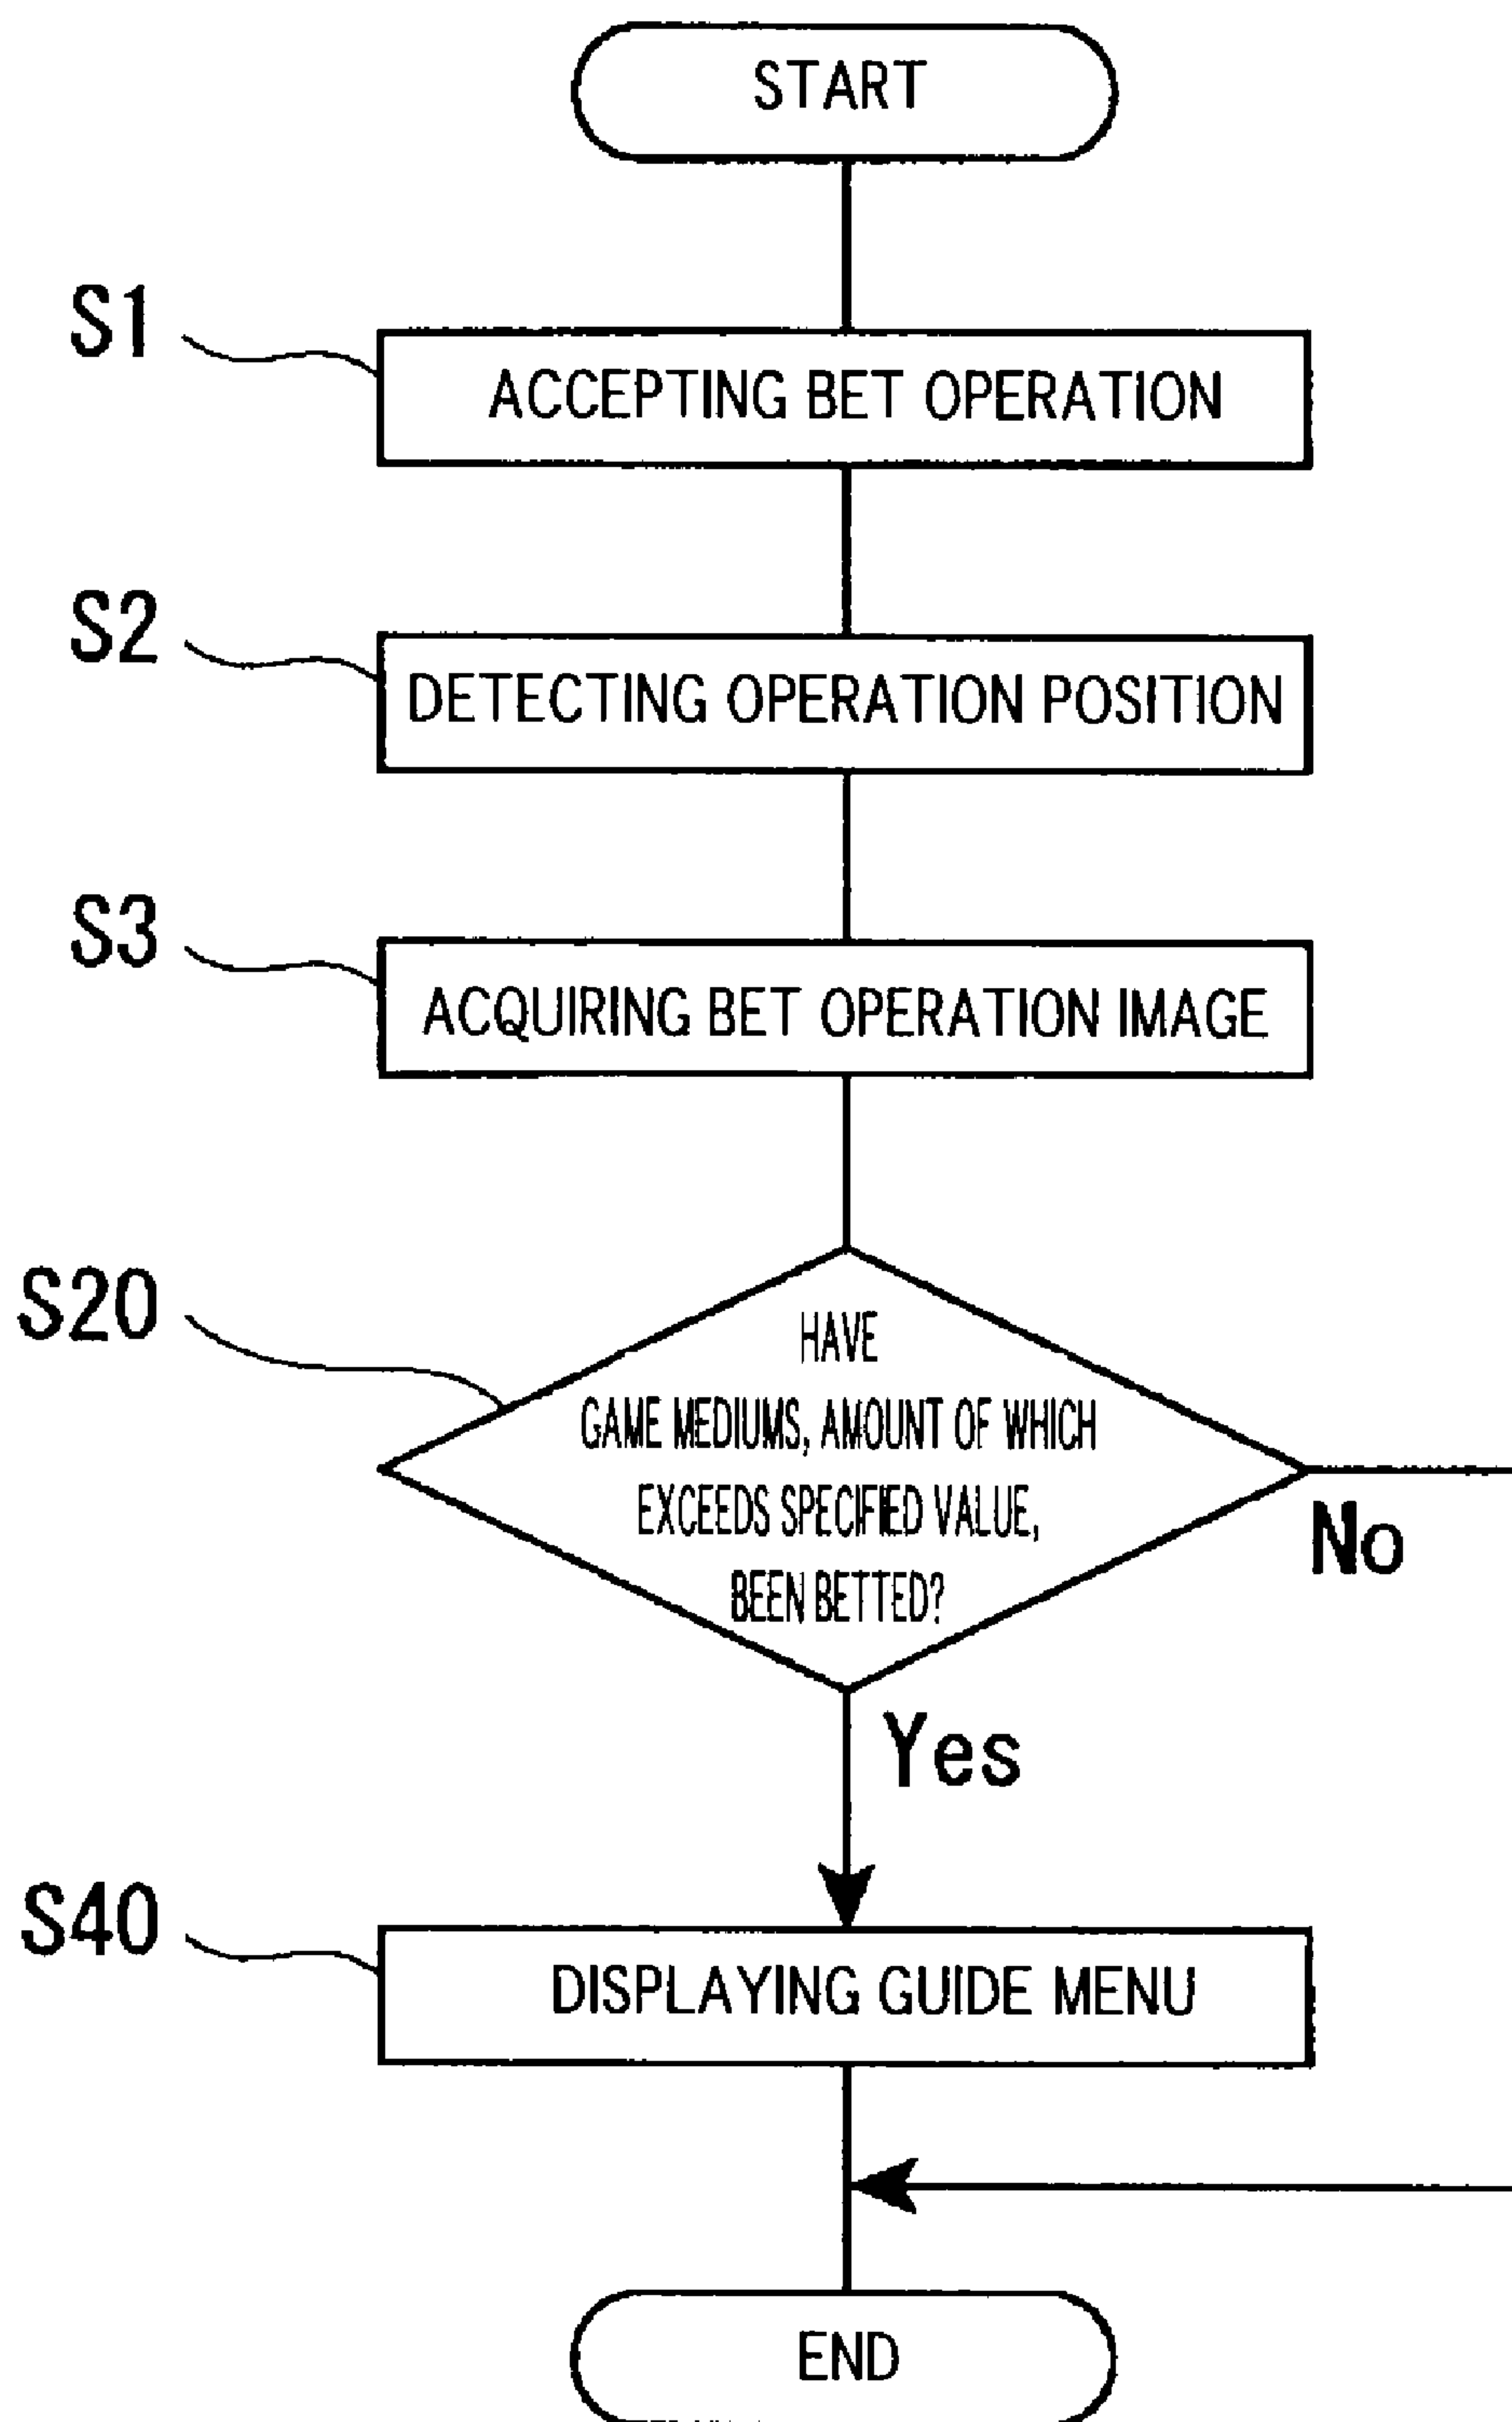 START
S1
ACCEPTING BET OPERATION
S2
DETECTING OPERATION POSITION
S3
ACQUIRING BET OPERATION IMAGE
S20
HAVE
GAME MEDIUMS, AMOUNT OF WHICH
EXCEEDS SPECIFIED VALUE,
BEEN BETTED?
No
Yes
S40
DISPLAYING GUIDE MENU
END